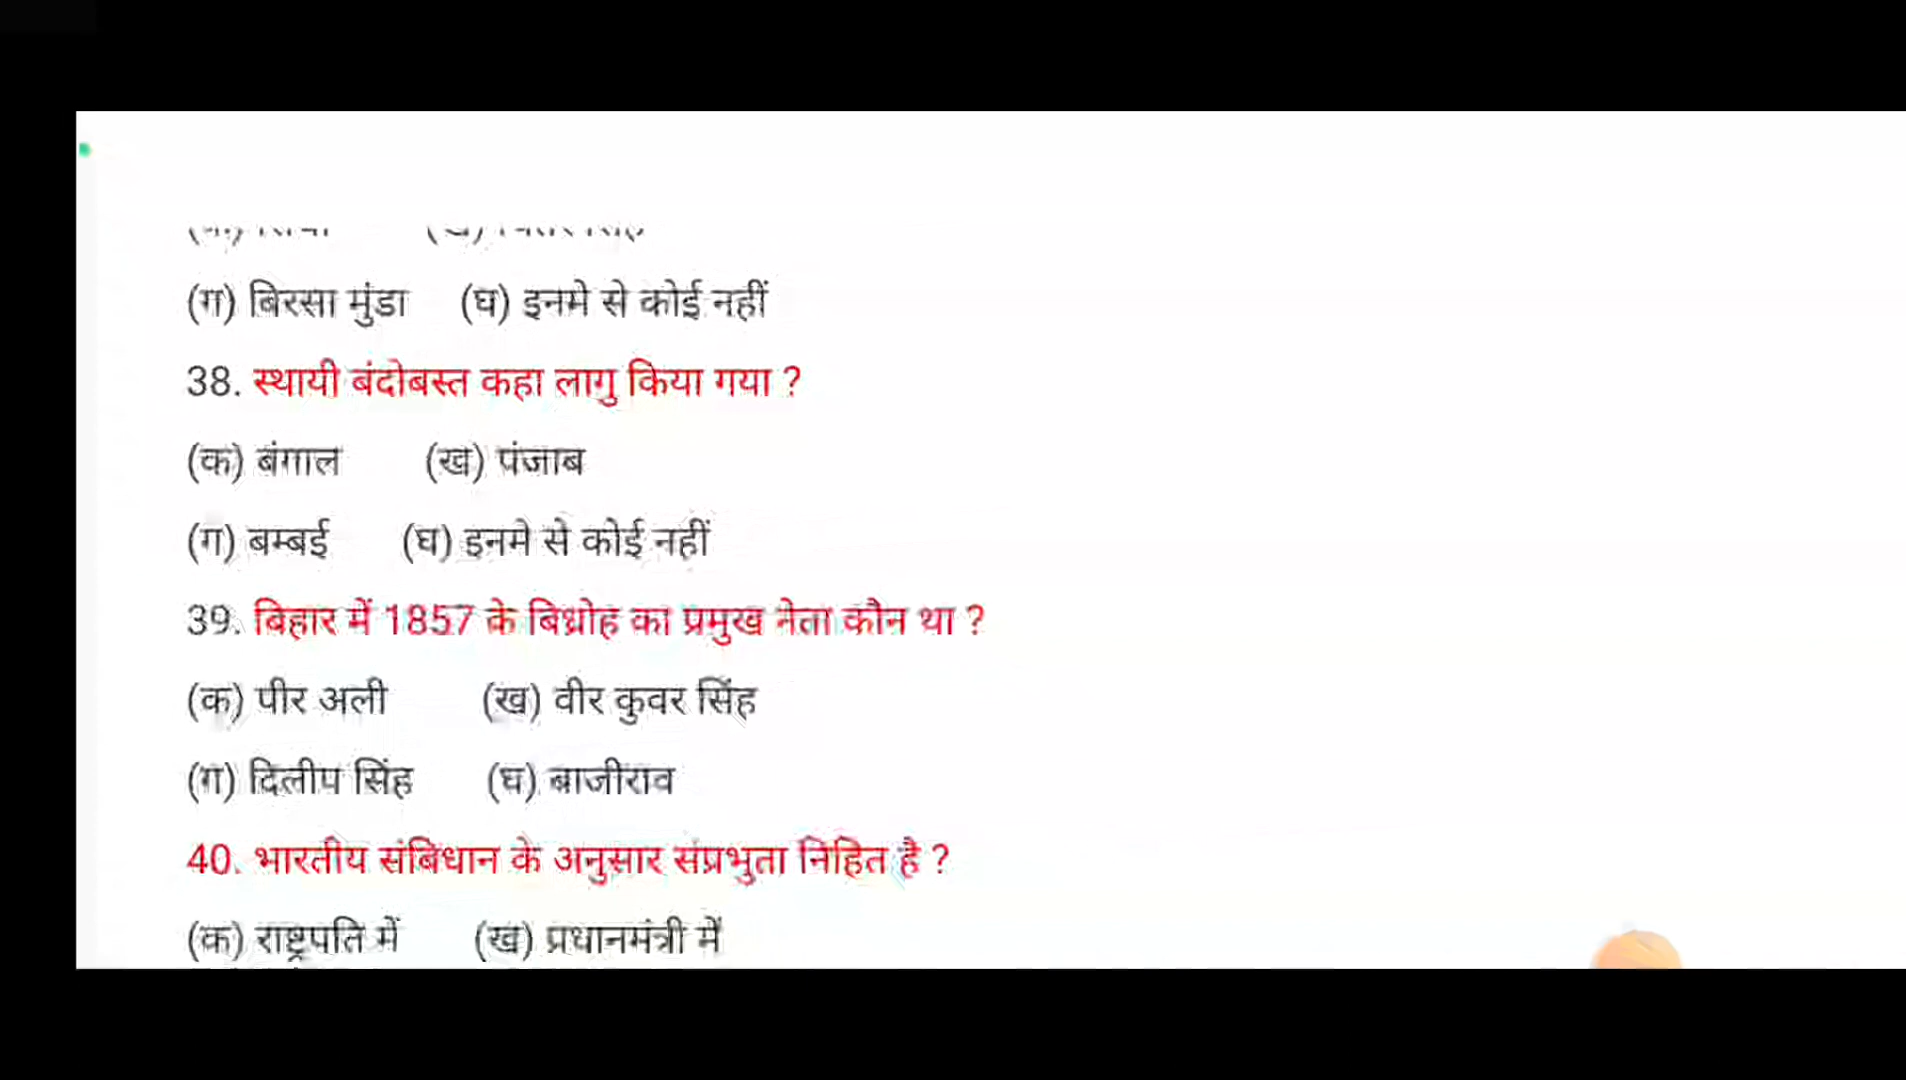 (ग) बिरसा मुंडा (घ) इनमे से कोई नहीं
38. स्थायी बंदोबस्त कहा लागु किया गया ?
(क) बंगाल (ख) पंजाब
(ग) बम्बई (घ) इनमे से कोई नहीं
39. बिहार में 1857 के बिध्रोह का प्रमुख नेता कौन था ?
(क) पीर अली (ख) वीर कुवर सिंह
(ग) दिलीप सिंह (घ) बाजीराव
40. भारतीय संबिधान के अनुसार संप्रभुता निहित है ?
(क) राष्ट्रपति में (ख) प्रधानमंत्री में